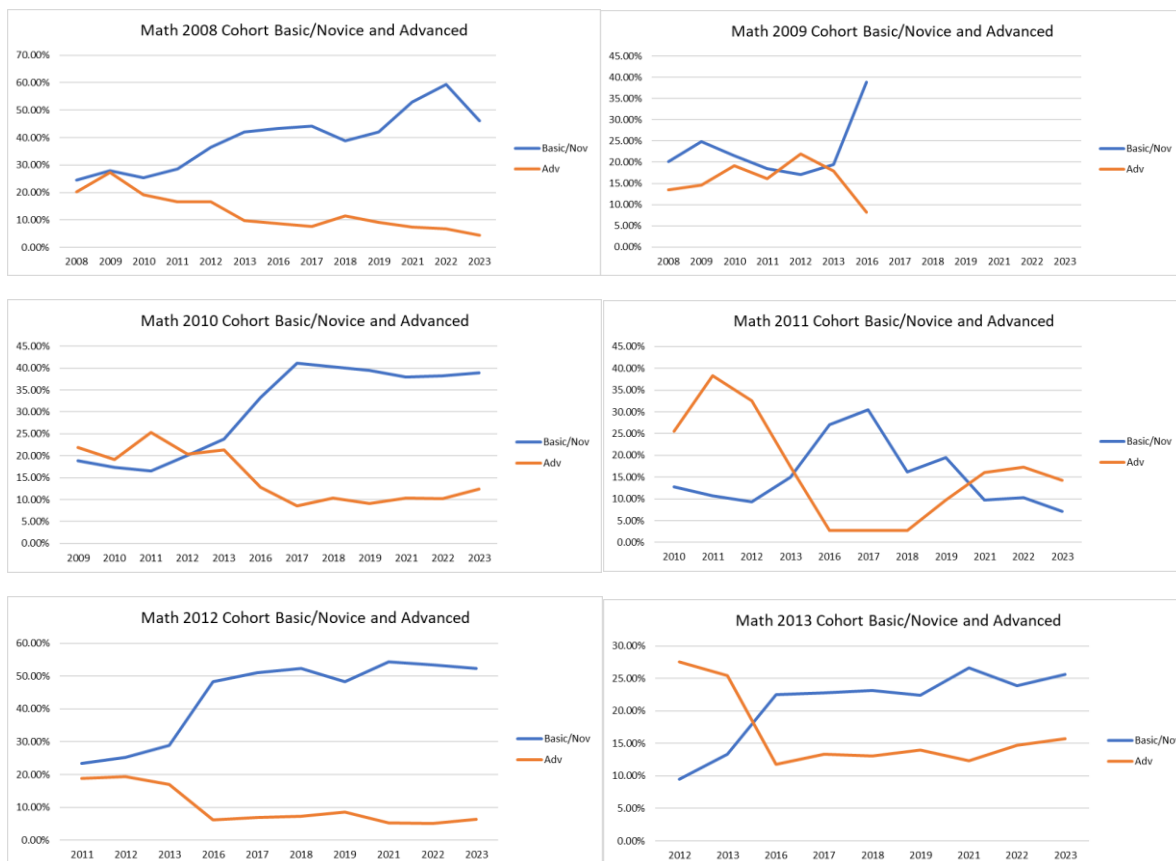 Math 2008 Cohort Basic/Novice and Advanced
70.00%
60.00%
50.00%
40.00%
30.00%
20.00%
10.00%
0.00%
2008 2009 2010 2011 2012 2013 2016 2017 2018 2019 2021 2022 2023
Basic/Nov
Adv
Math 2009 Cohort Basic/Novice and Advanced
45.00%
40.00%
35.00%
30.00%
25.00%
20.00%
15.00%
10.00%
5.00%
0.00%
2008 2009 2010 2011 2012 2013 2016 2017 2018 2019 2021 2022 2023
Basic/Nov
Adv
Math 2010 Cohort Basic/Novice and Advanced
45.00%
40.00%
35.00%
30.00%
25.00%
20.00%
15.00%
10.00%
5.00%
0.00%
2009 2010 2011 2012 2013 2016 2017 2018 2019 2021 2022 2023
Basic/Nov
Adv
Math 2011 Cohort Basic/Novice and Advanced
45.00%
40.00%
35.00%
30.00%
25.00%
20.00%
15.00%
10.00%
5.00%
0.00%
2010 2011 2012 2013 2016 2017 2018 2019 2021 2022 2023
Basic/Nov
Adv
Math 2012 Cohort Basic/Novice and Advanced
60.00%
50.00%
40.00%
30.00%
20.00%
10.00%
0.00%
2011 2012 2013 2016 2017 2018 2019 2021 2022 2023
Basic/Nov
Adv
Math 2013 Cohort Basic/Novice and Advanced
30.00%
25.00%
20.00%
15.00%
10.00%
5.00%
0.00%
2012 2013 2016 2017 2018 2019 2021 2022 2023
Basic/Nov
Adv